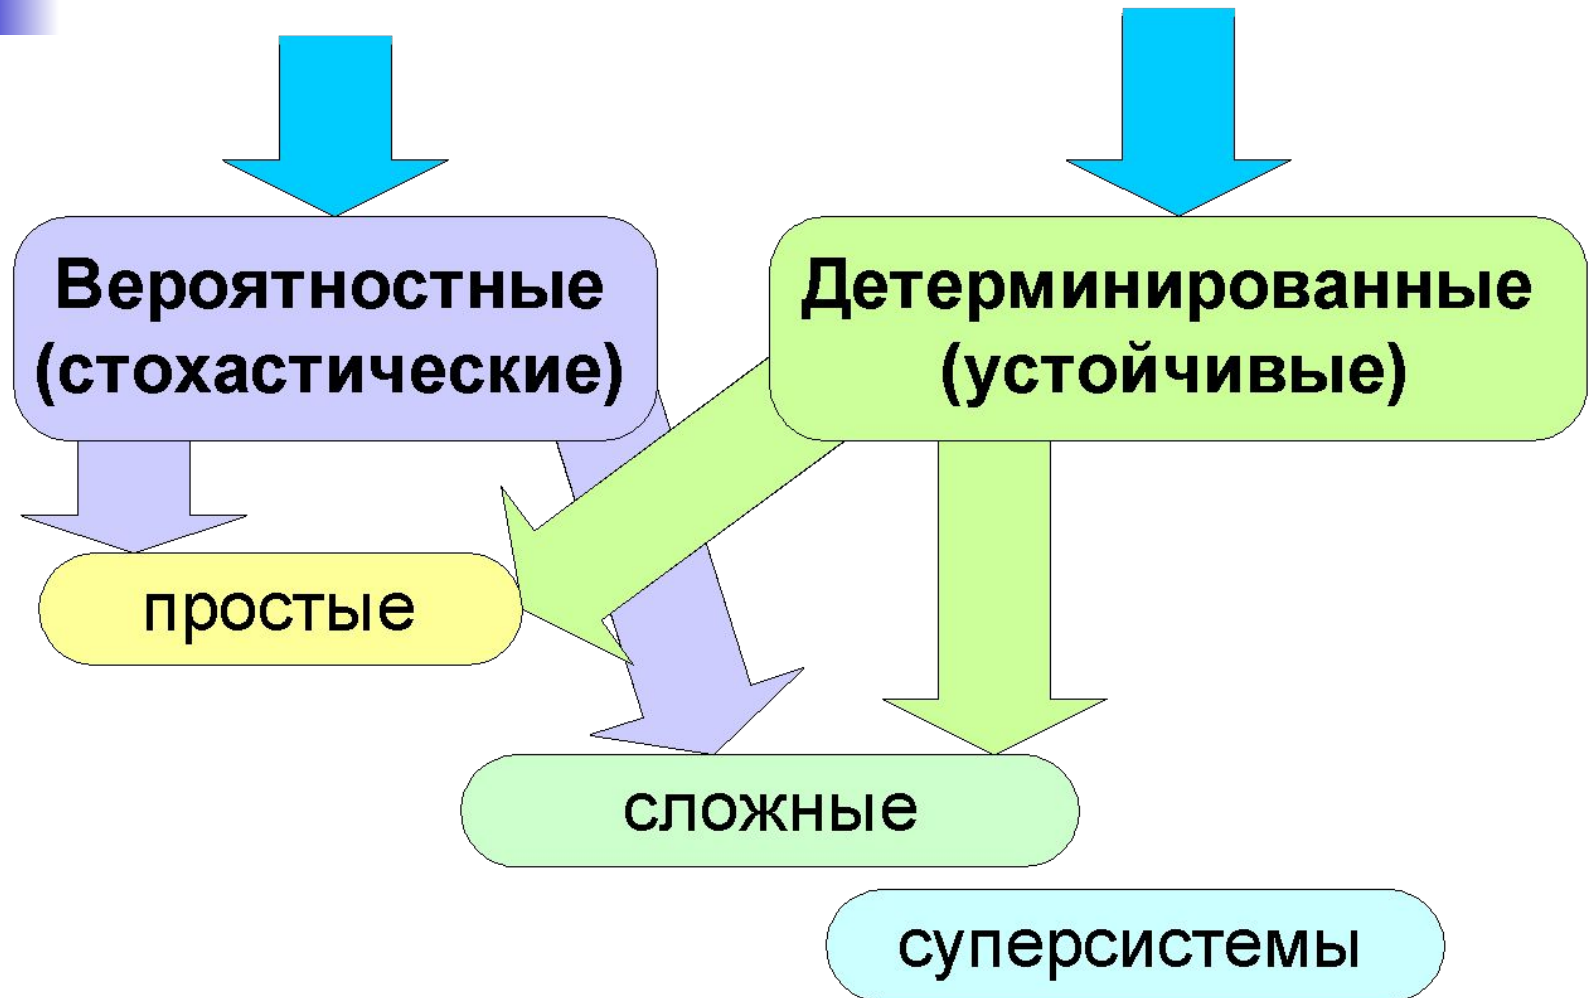 Вероятностные
(стохастические)
Детерминированные
(устойчивые)
простые
сложные
суперсистемы